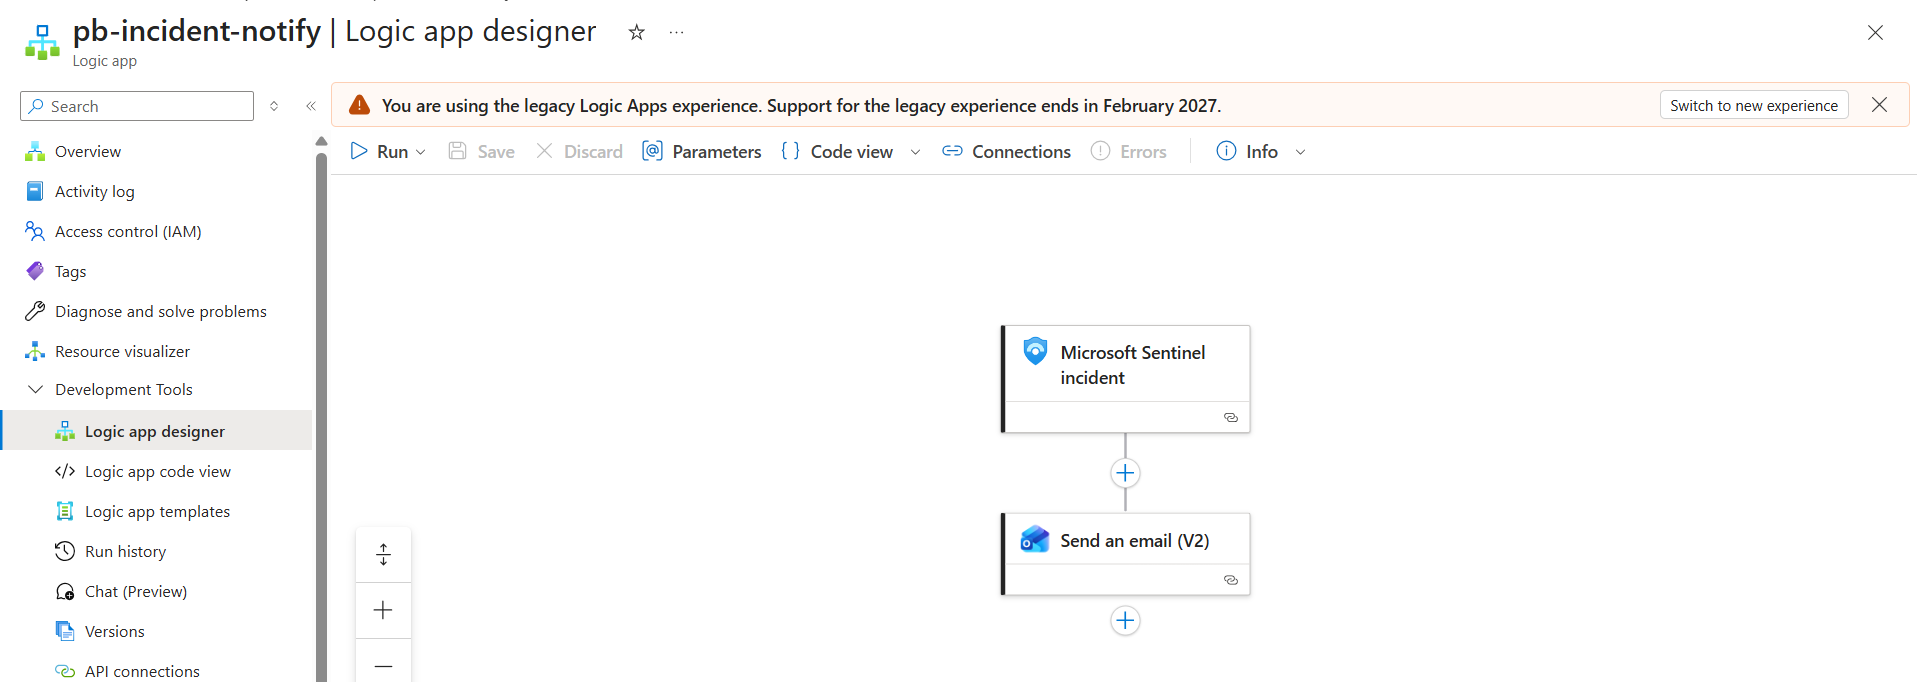 pb-incident-notify | Logic app designer
Logic app
Search
You are using the legacy Logic Apps experience. Support for the legacy experience ends in February 2027.
Switch to new experience
Run
Save
Discard
Parameters
Code view
Connections
Errors
Info
Overview
Activity log
Access control (IAM)
Tags
Diagnose and solve problems
Resource visualizer
Development Tools
Logic app designer
Logic app code view
Logic app templates
Run history
Chat (Preview)
Versions
API connections
Microsoft Sentinel
incident
Send an email (V2)